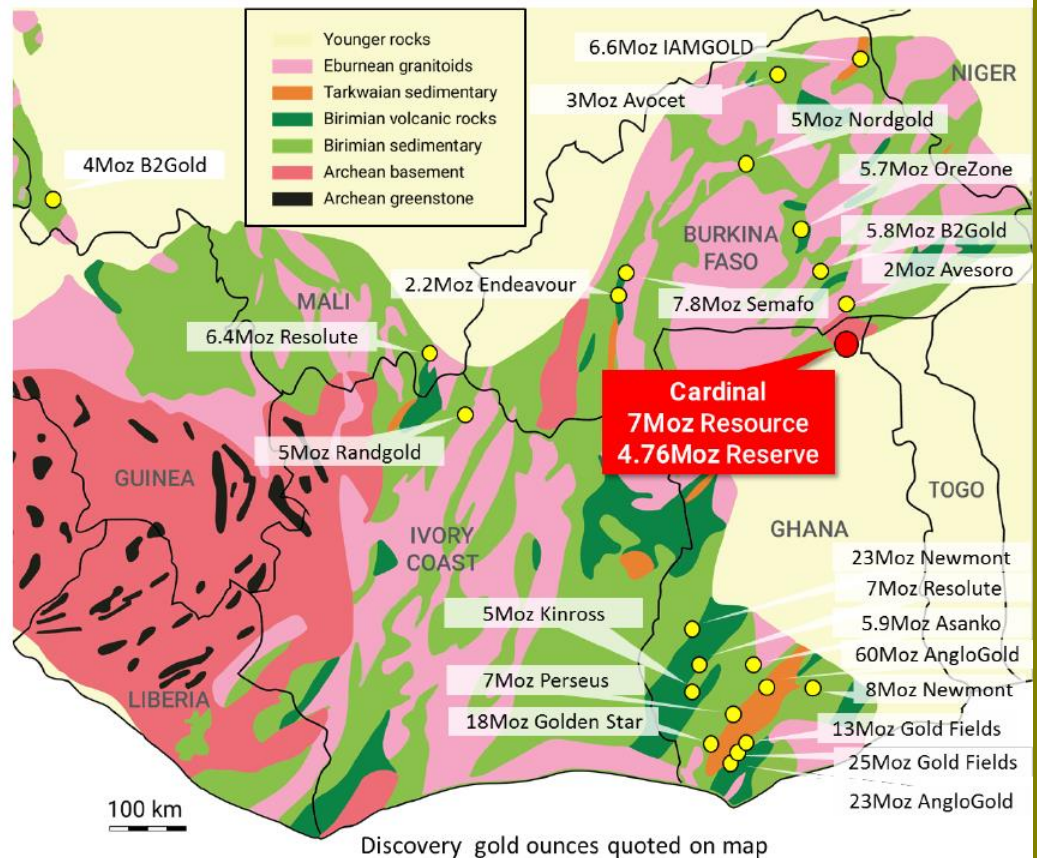 Younger rocks
Eburnean granitoids
Tarkwaian sedimentary
Birimian volcanic rocks
Birimian sedimentary
Archean basement
Archean greenstone
6.6Moz IAMGOLD
NIGER
3Moz Avocet
5Moz Nordgold
4Moz B2Gold
5.7Moz OreZone
BURKINA
FASO
5.8Moz B2Gold
2Moz Avesoro
2.2Moz Endeavour
7.8Moz Semafo
MALI
6.4Moz Resolute
Cardinal
7Moz Resource
4.76Moz Reserve
5Moz Randgold
GUINEA
TOGO
GHANA
IVORY
COAST
23Moz Newmont
7Moz Resolute
5Moz Kinross
5.9Moz Asanko
60Moz AngloGold
7Moz Perseus
8Moz Newmont
LIBERIA
18Moz Golden Star
13Moz Gold Fields
25Moz Gold Fields
23Moz AngloGold
100 km
Discovery gold ounces quoted on map